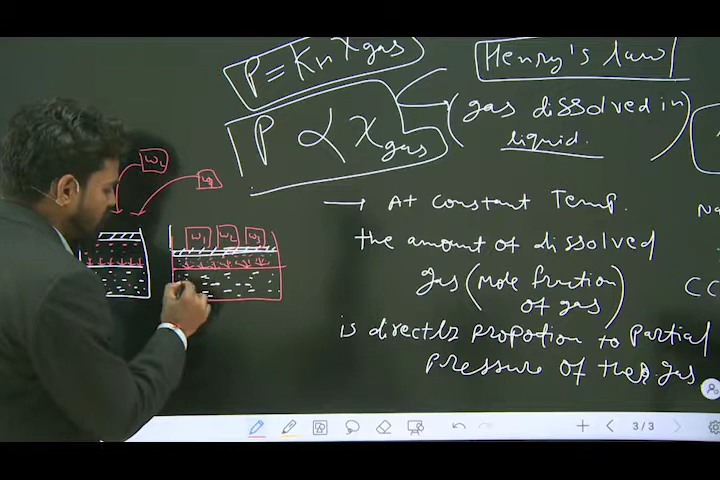 P = KH Xgas
Henry's law
P ∝ Xgas
(gas dissolved in
liquid.)
→ At constant Temp.
the amount of dissolved
gas (mole fraction
of gas)
is directly propotion to Partial
pressure of the gas
W1
W1 W2 W3
CC
3/3